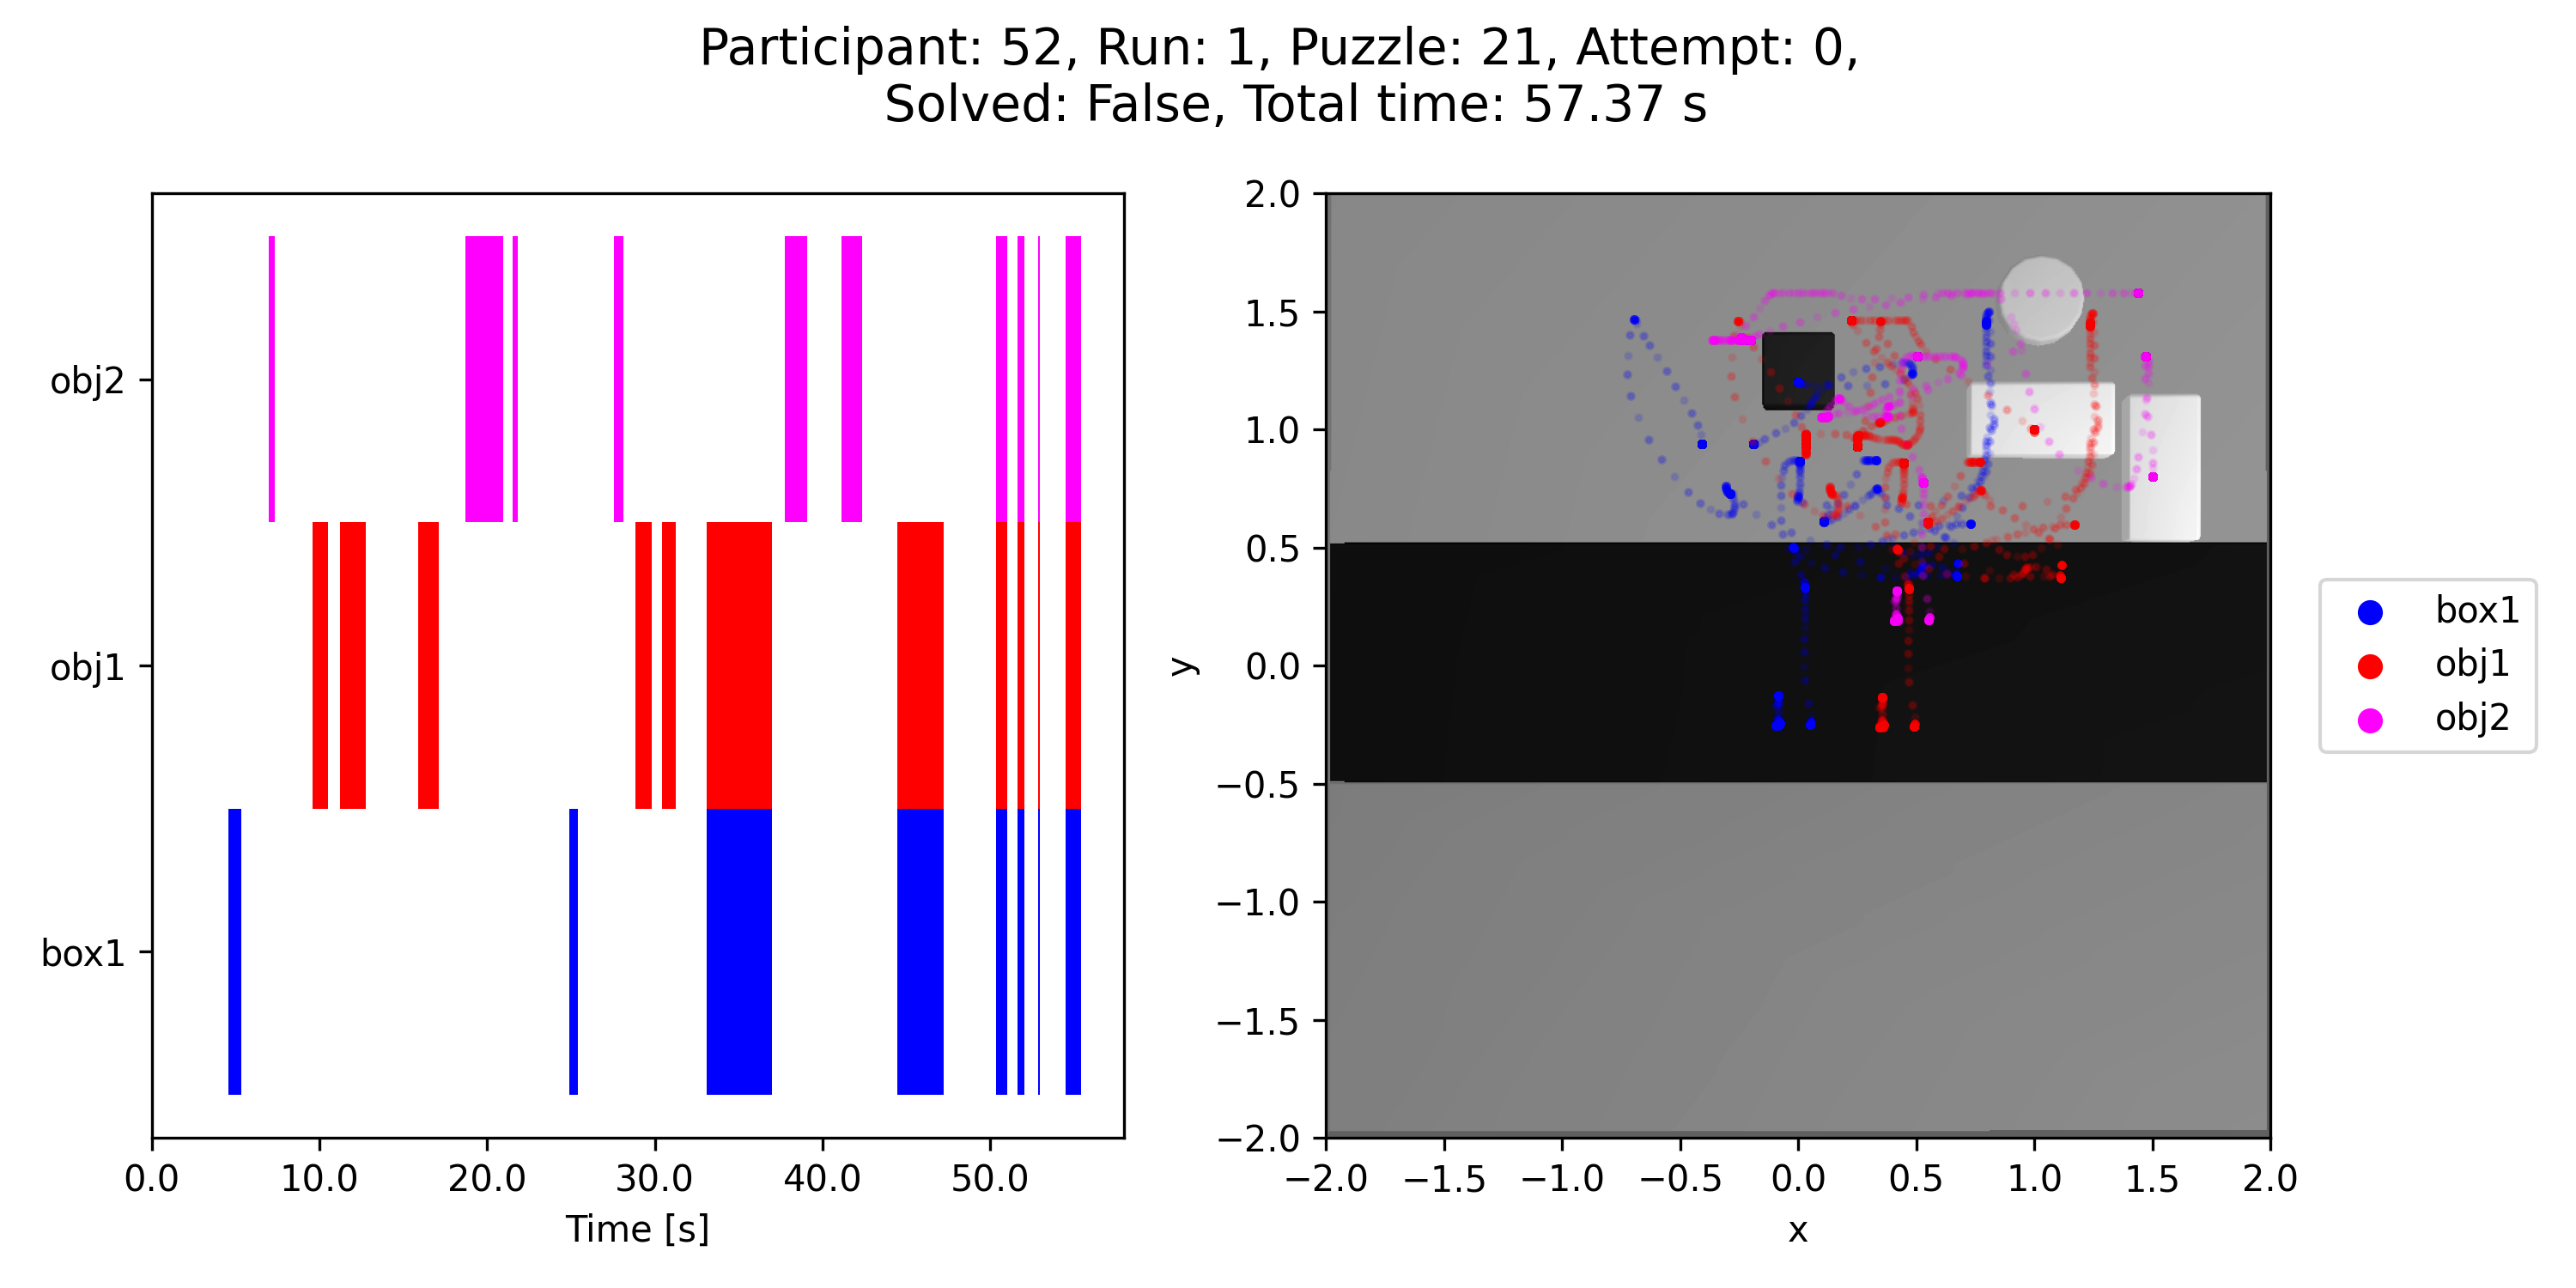 Participant: 52, Run: 1, Puzzle: 21, Attempt: 0,
Solved: False, Total time: 57.37 s
obj2
obj1
box1
0.0 10.0 20.0 30.0 40.0 50.0
Time [s]
2.0
1.5
1.0
0.5
0.0
−0.5
−1.0
−1.5
−2.0
y
−2.0 −1.5 −1.0 −0.5 0.0 0.5 1.0 1.5 2.0
x
box1
obj1
obj2